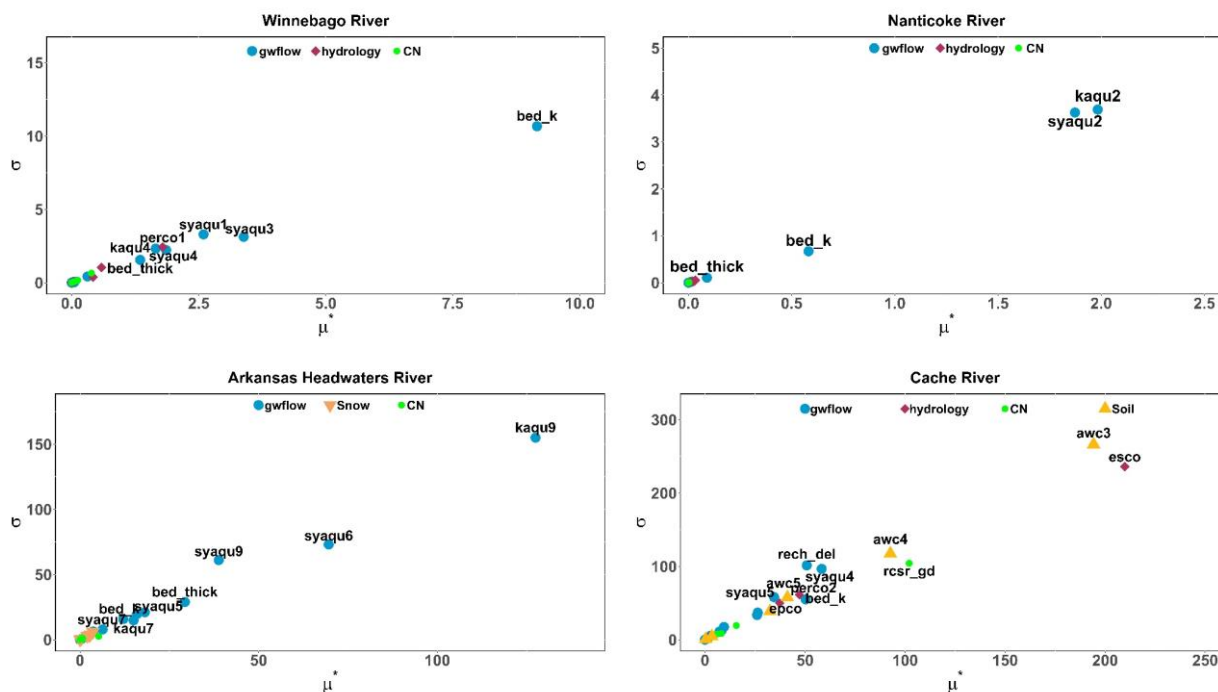 Winnebago River
gwflow hydrology CN
15
10
5
0
σ
bed_k
syaqu1
syaqu3
perco1
kaqu4
syaqu4
bed_thick
0.0 2.5 5.0 7.5 10.0
μ*
Nanticoke River
gwflow hydrology CN
5
4
3
2
1
0
σ
kaqu2
syaqu2
bed_k
bed_thick
0.0 0.5 1.0 1.5 2.0 2.5
μ*
Arkansas Headwaters River
gwflow Snow CN
150
100
50
0
σ
kaqu9
syaqu6
syaqu9
bed_thick
bed_k
syaqu5
syaqu7
kaqu7
0 50 100
μ*
Cache River
gwflow hydrology CN Soil
300
200
100
0
σ
awc3
esco
awc4
rcsr_gd
rech_del
syaqu4
awc5
perco2
syaqu5
bed_k
epco
0 50 100 150 200 250
μ*